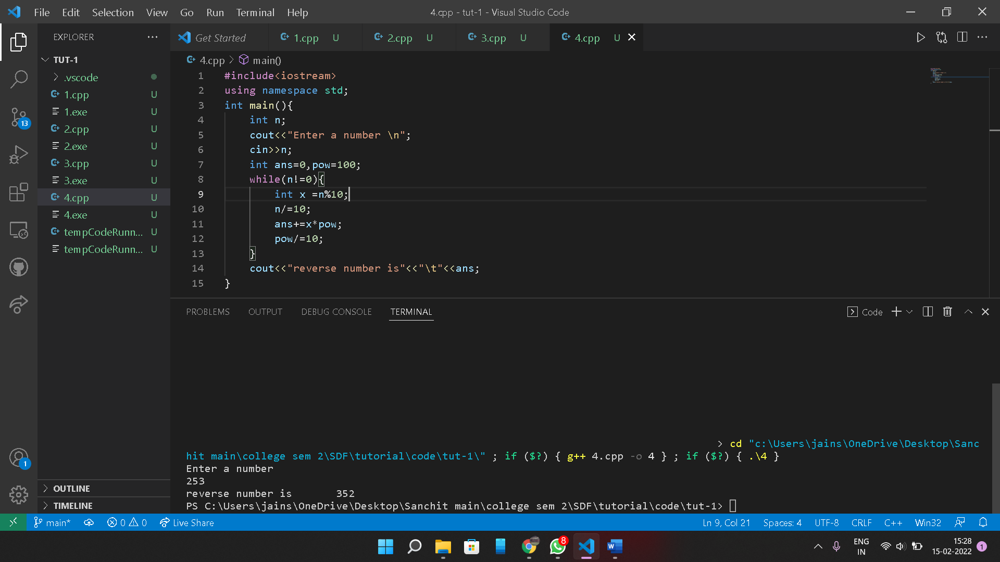 File Edit Selection View Go Run Terminal Help
4.cpp - tut-1 - Visual Studio Code
EXPLORER
Get Started
1.cpp U
2.cpp U
3.cpp U
4.cpp U
TUT-1
.vscode
1.cpp U
1.exe U
2.cpp U
2.exe U
3.cpp U
3.exe U
4.cpp U
4.exe U
tempCodeRunn... U
tempCodeRunn... U
OUTLINE
TIMELINE
13
1
4.cpp > main()
1 #include<iostream>
2 using namespace std;
3 int main(){
4 int n;
5 cout<<"Enter a number \n";
6 cin>>n;
7 int ans=0,pow=100;
8 while(n!=0){
9 int x =n%10;
10 n/=10;
11 ans+=x*pow;
12 pow/=10;
13 }
14 cout<<"reverse number is"<<"\t"<<ans;
15 }
PROBLEMS OUTPUT DEBUG CONSOLE TERMINAL
Code
> cd "c:\Users\jains\OneDrive\Desktop\Sanc
hit main\college sem 2\SDF\tutorial\code\tut-1\" ; if ($?) { g++ 4.cpp -o 4 } ; if ($?) { .\4 }
Enter a number
253
reverse number is 352
PS C:\Users\jains\OneDrive\Desktop\Sanchit main\college sem 2\SDF\tutorial\code\tut-1>
main* 0 0 Live Share
Ln 9, Col 21 Spaces: 4 UTF-8 CRLF C++ Win32
8
W
ENG
IN
15:28
15-02-2022
1